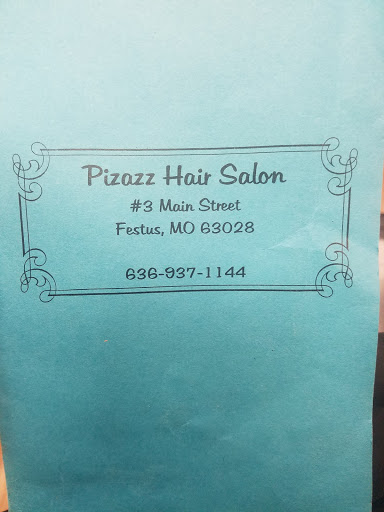 Pizazz Hair Salon
#3 Main Street
Festus, MO 63028
636-937-1144